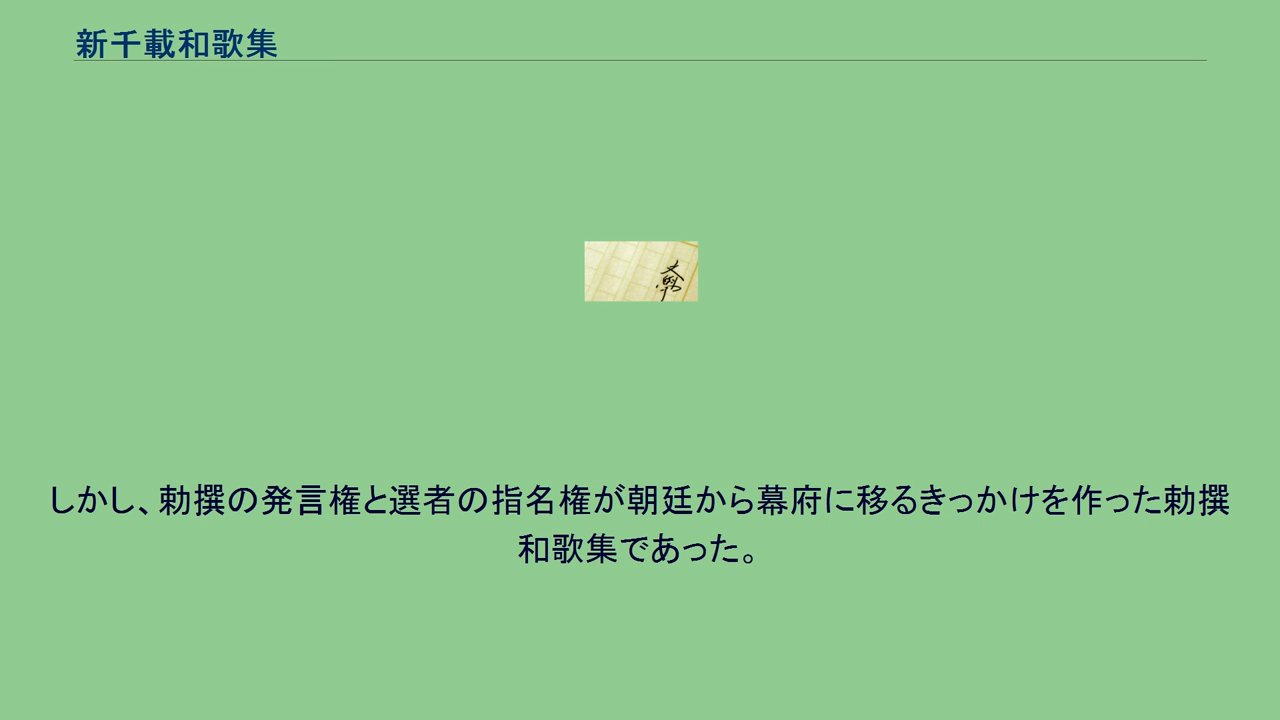 新千載和歌集
しかし、勅撰の発言権と選者の指名権が朝廷から幕府に移るきっかけを作った勅撰
和歌集であった。